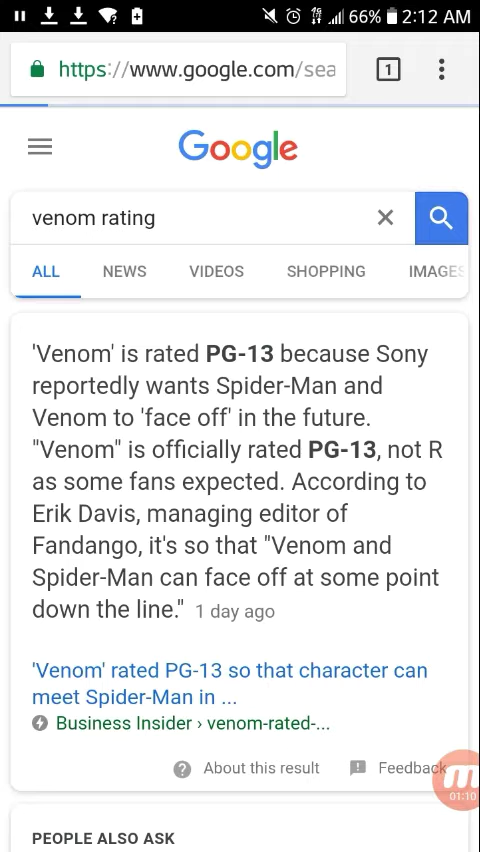 66% 2:12 AM
https://www.google.com/sea
1
Google
venom rating
ALL NEWS VIDEOS SHOPPING IMAGES
'Venom' is rated PG-13 because Sony
reportedly wants Spider-Man and
Venom to 'face off' in the future.
"Venom" is officially rated PG-13, not R
as some fans expected. According to
Erik Davis, managing editor of
Fandango, it's so that "Venom and
Spider-Man can face off at some point
down the line." 1 day ago
'Venom' rated PG-13 so that character can
meet Spider-Man in ...
Business Insider › venom-rated-...
About this result Feedback
01:10
PEOPLE ALSO ASK